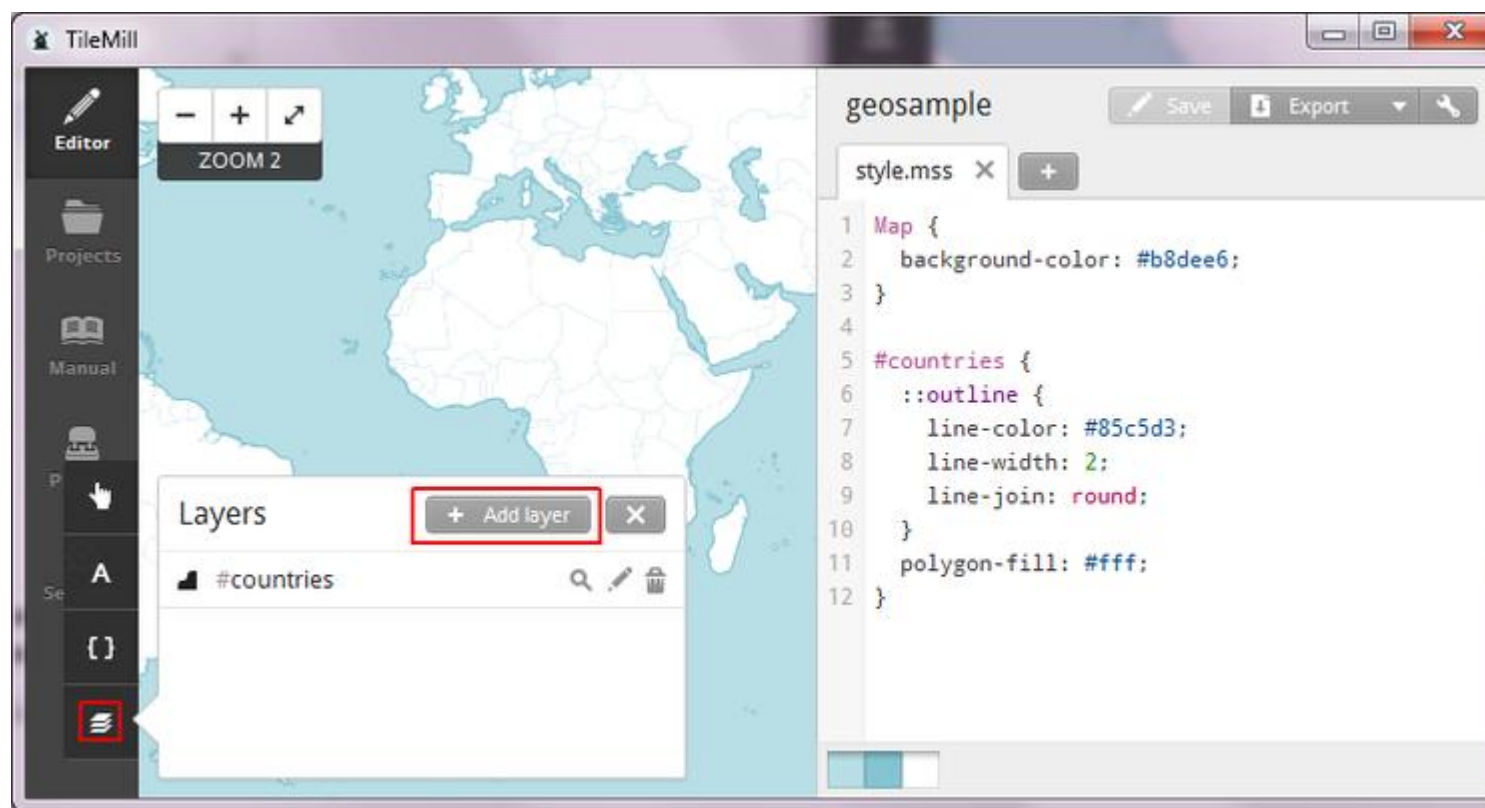 TileMill
Editor
Projects
Manual
P
Se
A
{ }
- +
ZOOM 2
Layers
+ Add layer
#countries
geosample
Save
Export
style.mss
+
1 Map {
2 background-color: #b8dee6;
3 }
4
5 #countries {
6 ::outline {
7 line-color: #85c5d3;
8 line-width: 2;
9 line-join: round;
10 }
11 polygon-fill: #fff;
12 }